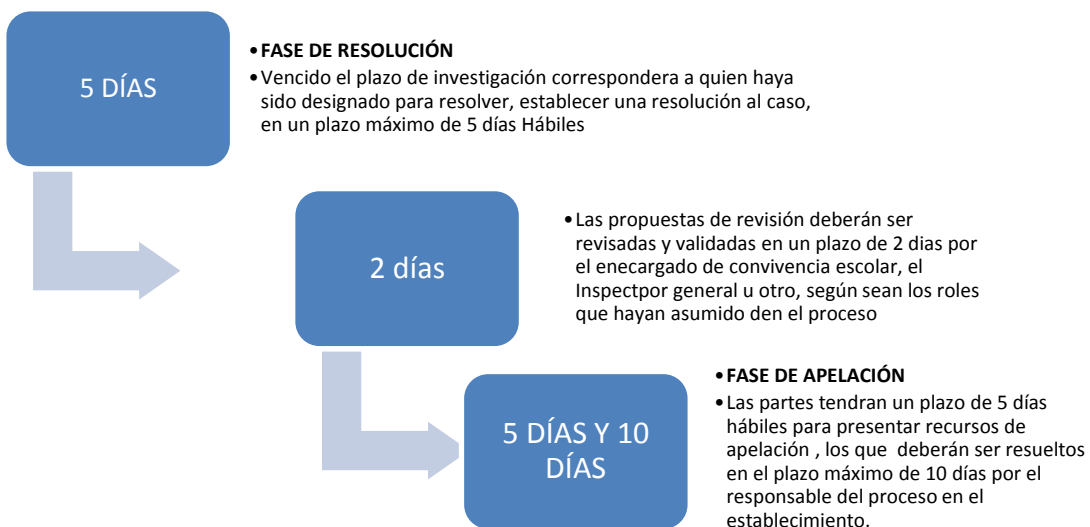 5 DÍAS
•FASE DE RESOLUCIÓN
•Vencido el plazo de investigación correspondera a quien haya
sido designado para resolver, establecer una resolución al caso,
en un plazo máximo de 5 días Hábiles
2 días
•Las propuestas de revisión deberán ser
revisadas y validadas en un plazo de 2 dias por
el enecargado de convivencia escolar, el
Inspectpor general u otro, según sean los roles
que hayan asumido den el proceso
5 DÍAS Y 10
DÍAS
•FASE DE APELACIÓN
•Las partes tendran un plazo de 5 días
hábiles para presentar recursos de
apelación , los que deberán ser resueltos
en el plazo máximo de 10 días por el
responsable del proceso en el
establecimiento.